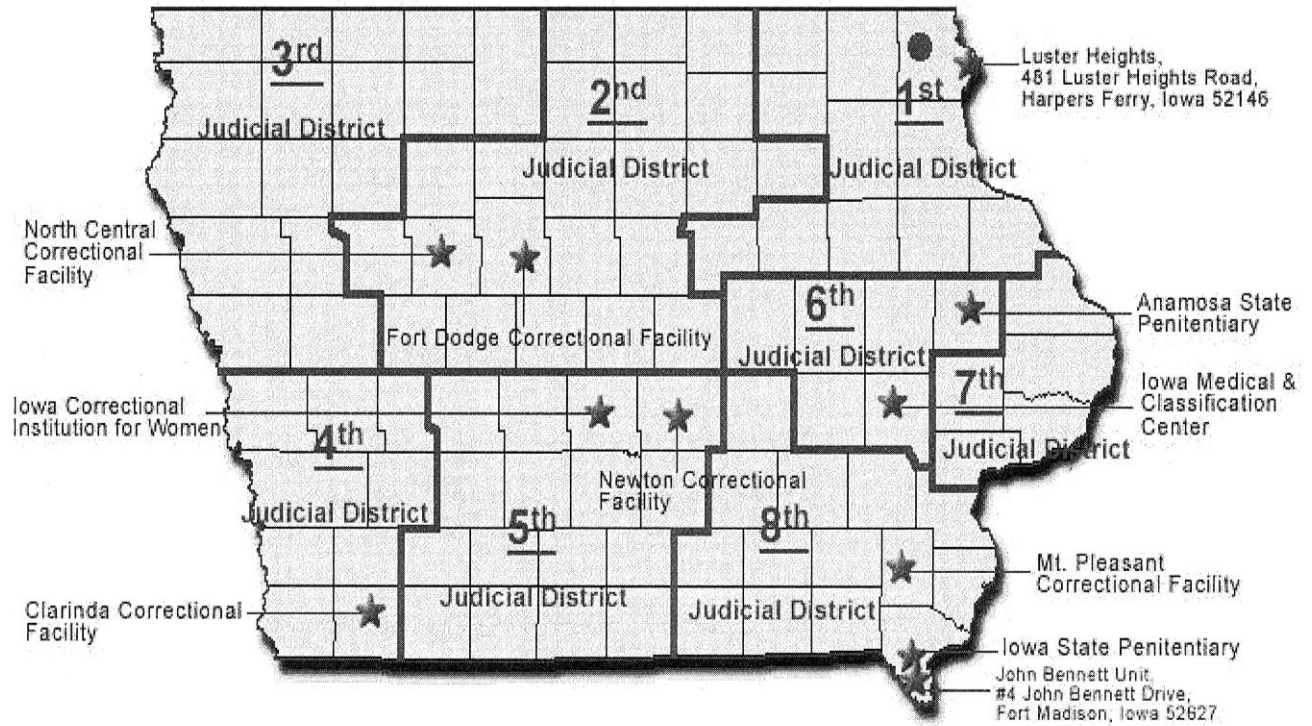 3rd
Judicial District
2nd
Judicial District
1st
Judicial District
Luster Heights,
481 Luster Heights Road,
Harpers Ferry, Iowa 52146
North Central
Correctional
Facility
Fort Dodge Correctional Facility
6th
Judicial District
Anamosa State
Penitentiary
7th
Judicial District
Iowa Medical &
Classification
Center
Iowa Correctional
Institution for Women
4th
Judicial District
Newton Correctional
Facility
5th
Judicial District
8th
Judicial District
Mt. Pleasant
Correctional Facility
Clarinda Correctional
Facility
Iowa State Penitentiary
John Bennett Unit,
#4 John Bennett Drive,
Fort Madison, Iowa 52627